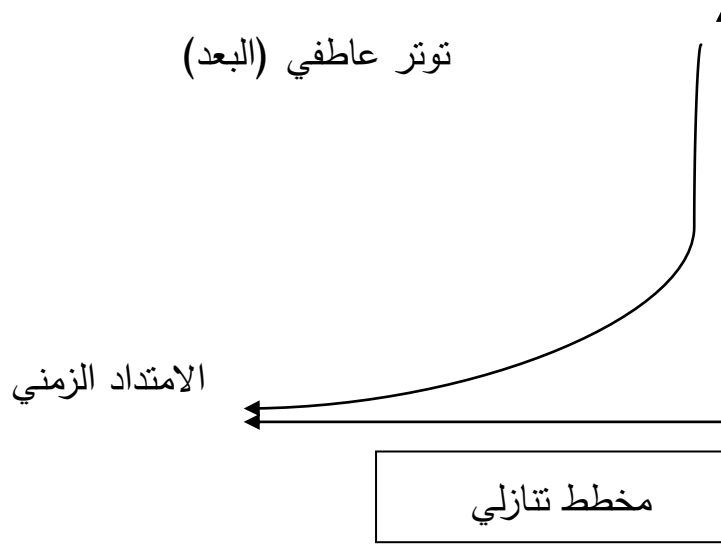 توتر عاطفي (البعد)
الامتداد الزمني
مخطط تنازلي